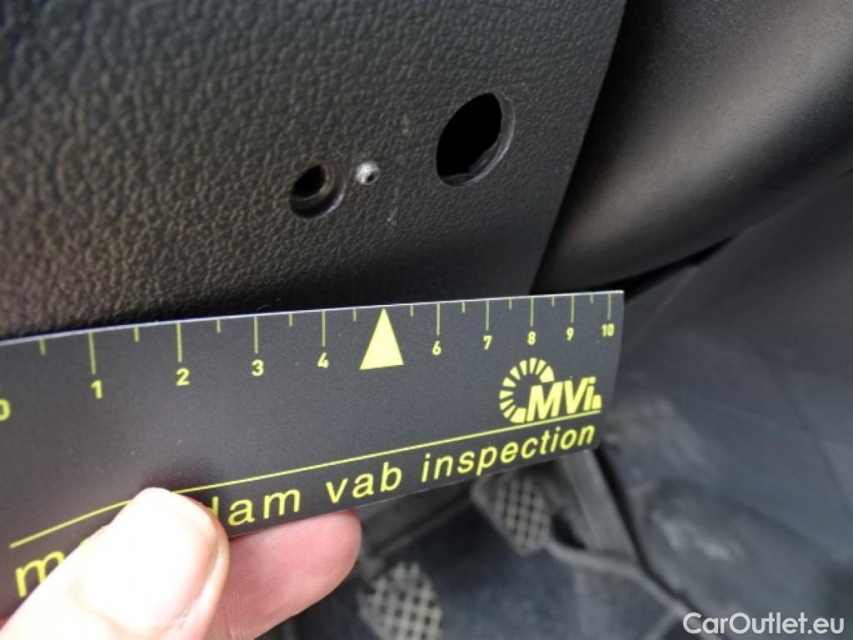 0 1 2 3 4 6 7 8 9 10
MVi
dam vab inspection
CarOutlet.eu